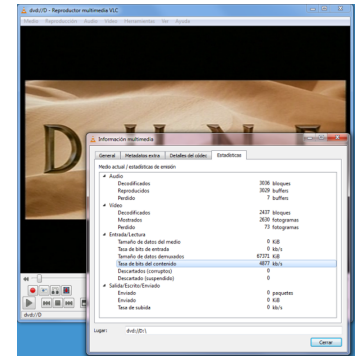 dvd://D - Reproductor multimedia VLC
Medio Reproducción Audio Vídeo Herramientas Ver Ayuda
DUNE
Información multimedia
General Metadatos extra Detalles del códec Estadísticas
Medio actual / estadísticas de emisión
Audio
Decodificados 3036 bloques
Reproducidos 3029 buffers
Perdido 7 buffers
Vídeo
Decodificados 2437 bloques
Mostrados 2630 fotogramas
Perdido 73 fotogramas
Entrada/Lectura
Tamaño de datos del medio 0 KiB
Tasa de bits de entrada 0 kb/s
Tamaño de datos demuxados 67371 KiB
Tasa de bits del contenido 4877 kb/s
Descartados (corruptos) 0
Descartado (suspendido) 0
Salida/Escrito/Enviado
Enviado 0 paquetes
Enviado 0 KiB
Tasa de subida 0 kb/s
dvd://D
Lugar: dvd://D:\
Cerrar